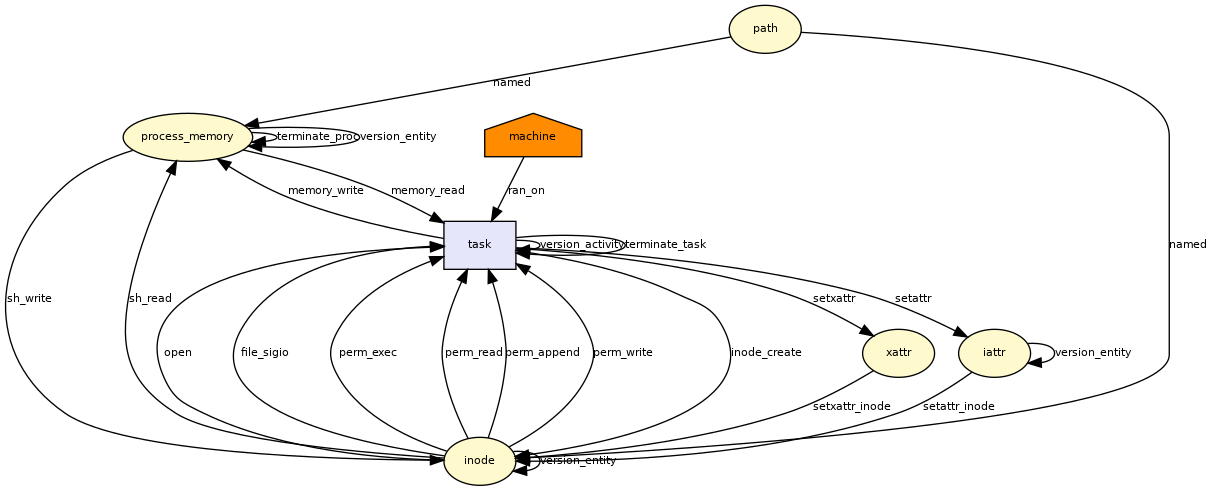 path
named
process_memory
terminate_proc
version_entity
machine
memory_write
memory_read
ran_on
task
version_activity
terminate_task
named
sh_write
sh_read
setxattr
setattr
open
file_sigio
perm_exec
perm_read
perm_append
perm_write
inode_create
xattr
iattr
version_entity
setxattr_inode
setattr_inode
inode
version_entity